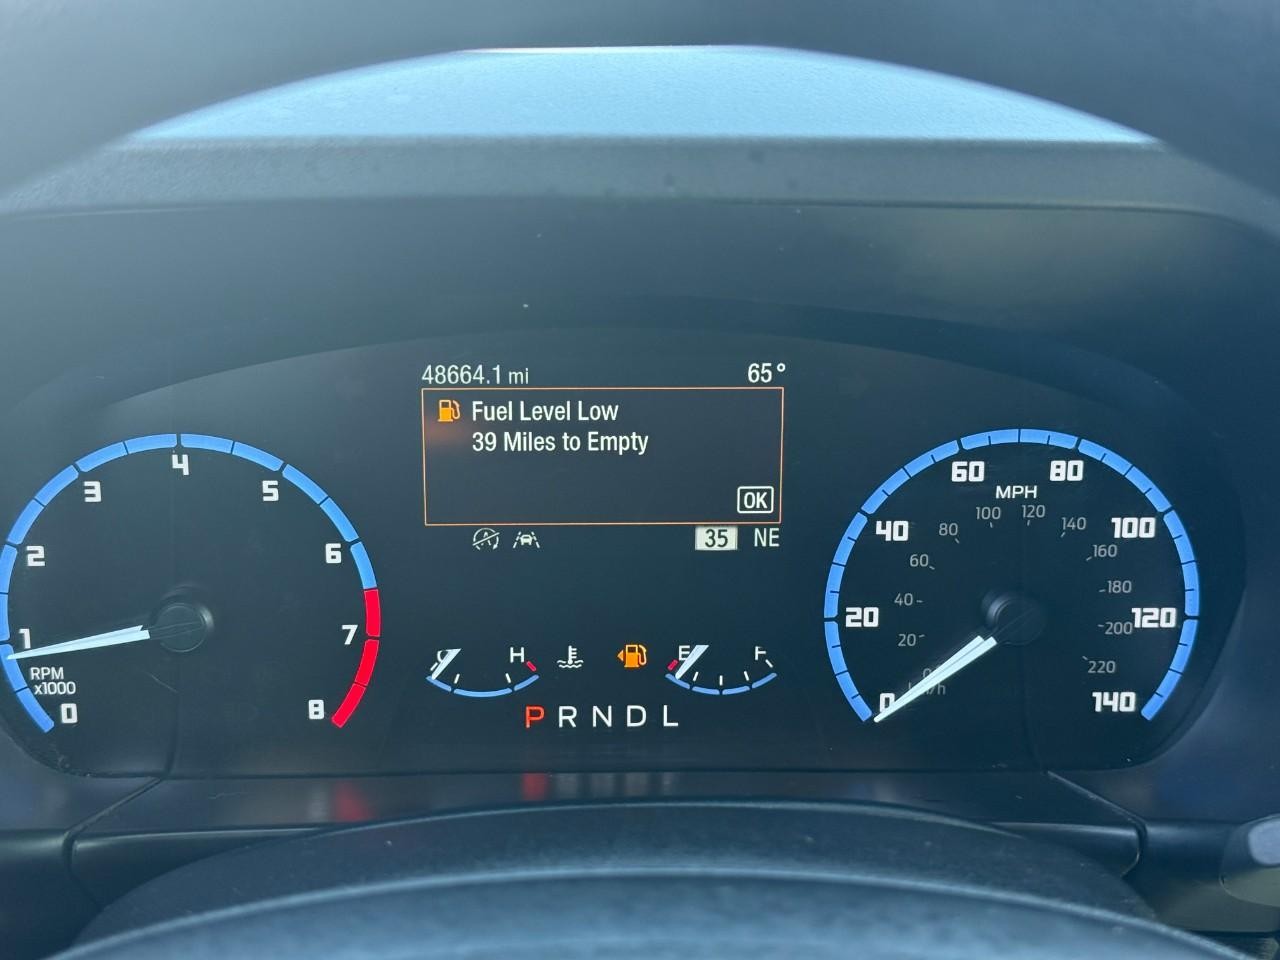 48664.1 mi 65°
Fuel Level Low
39 Miles to Empty
OK
35 NE
0 1 2 3 4 5 6 7 8
RPM
x1000
0 20 40 60 80 100 120 140
MPH
20 40 60 80 100 120 140 160 180 200 220
H
E F
P R N D L